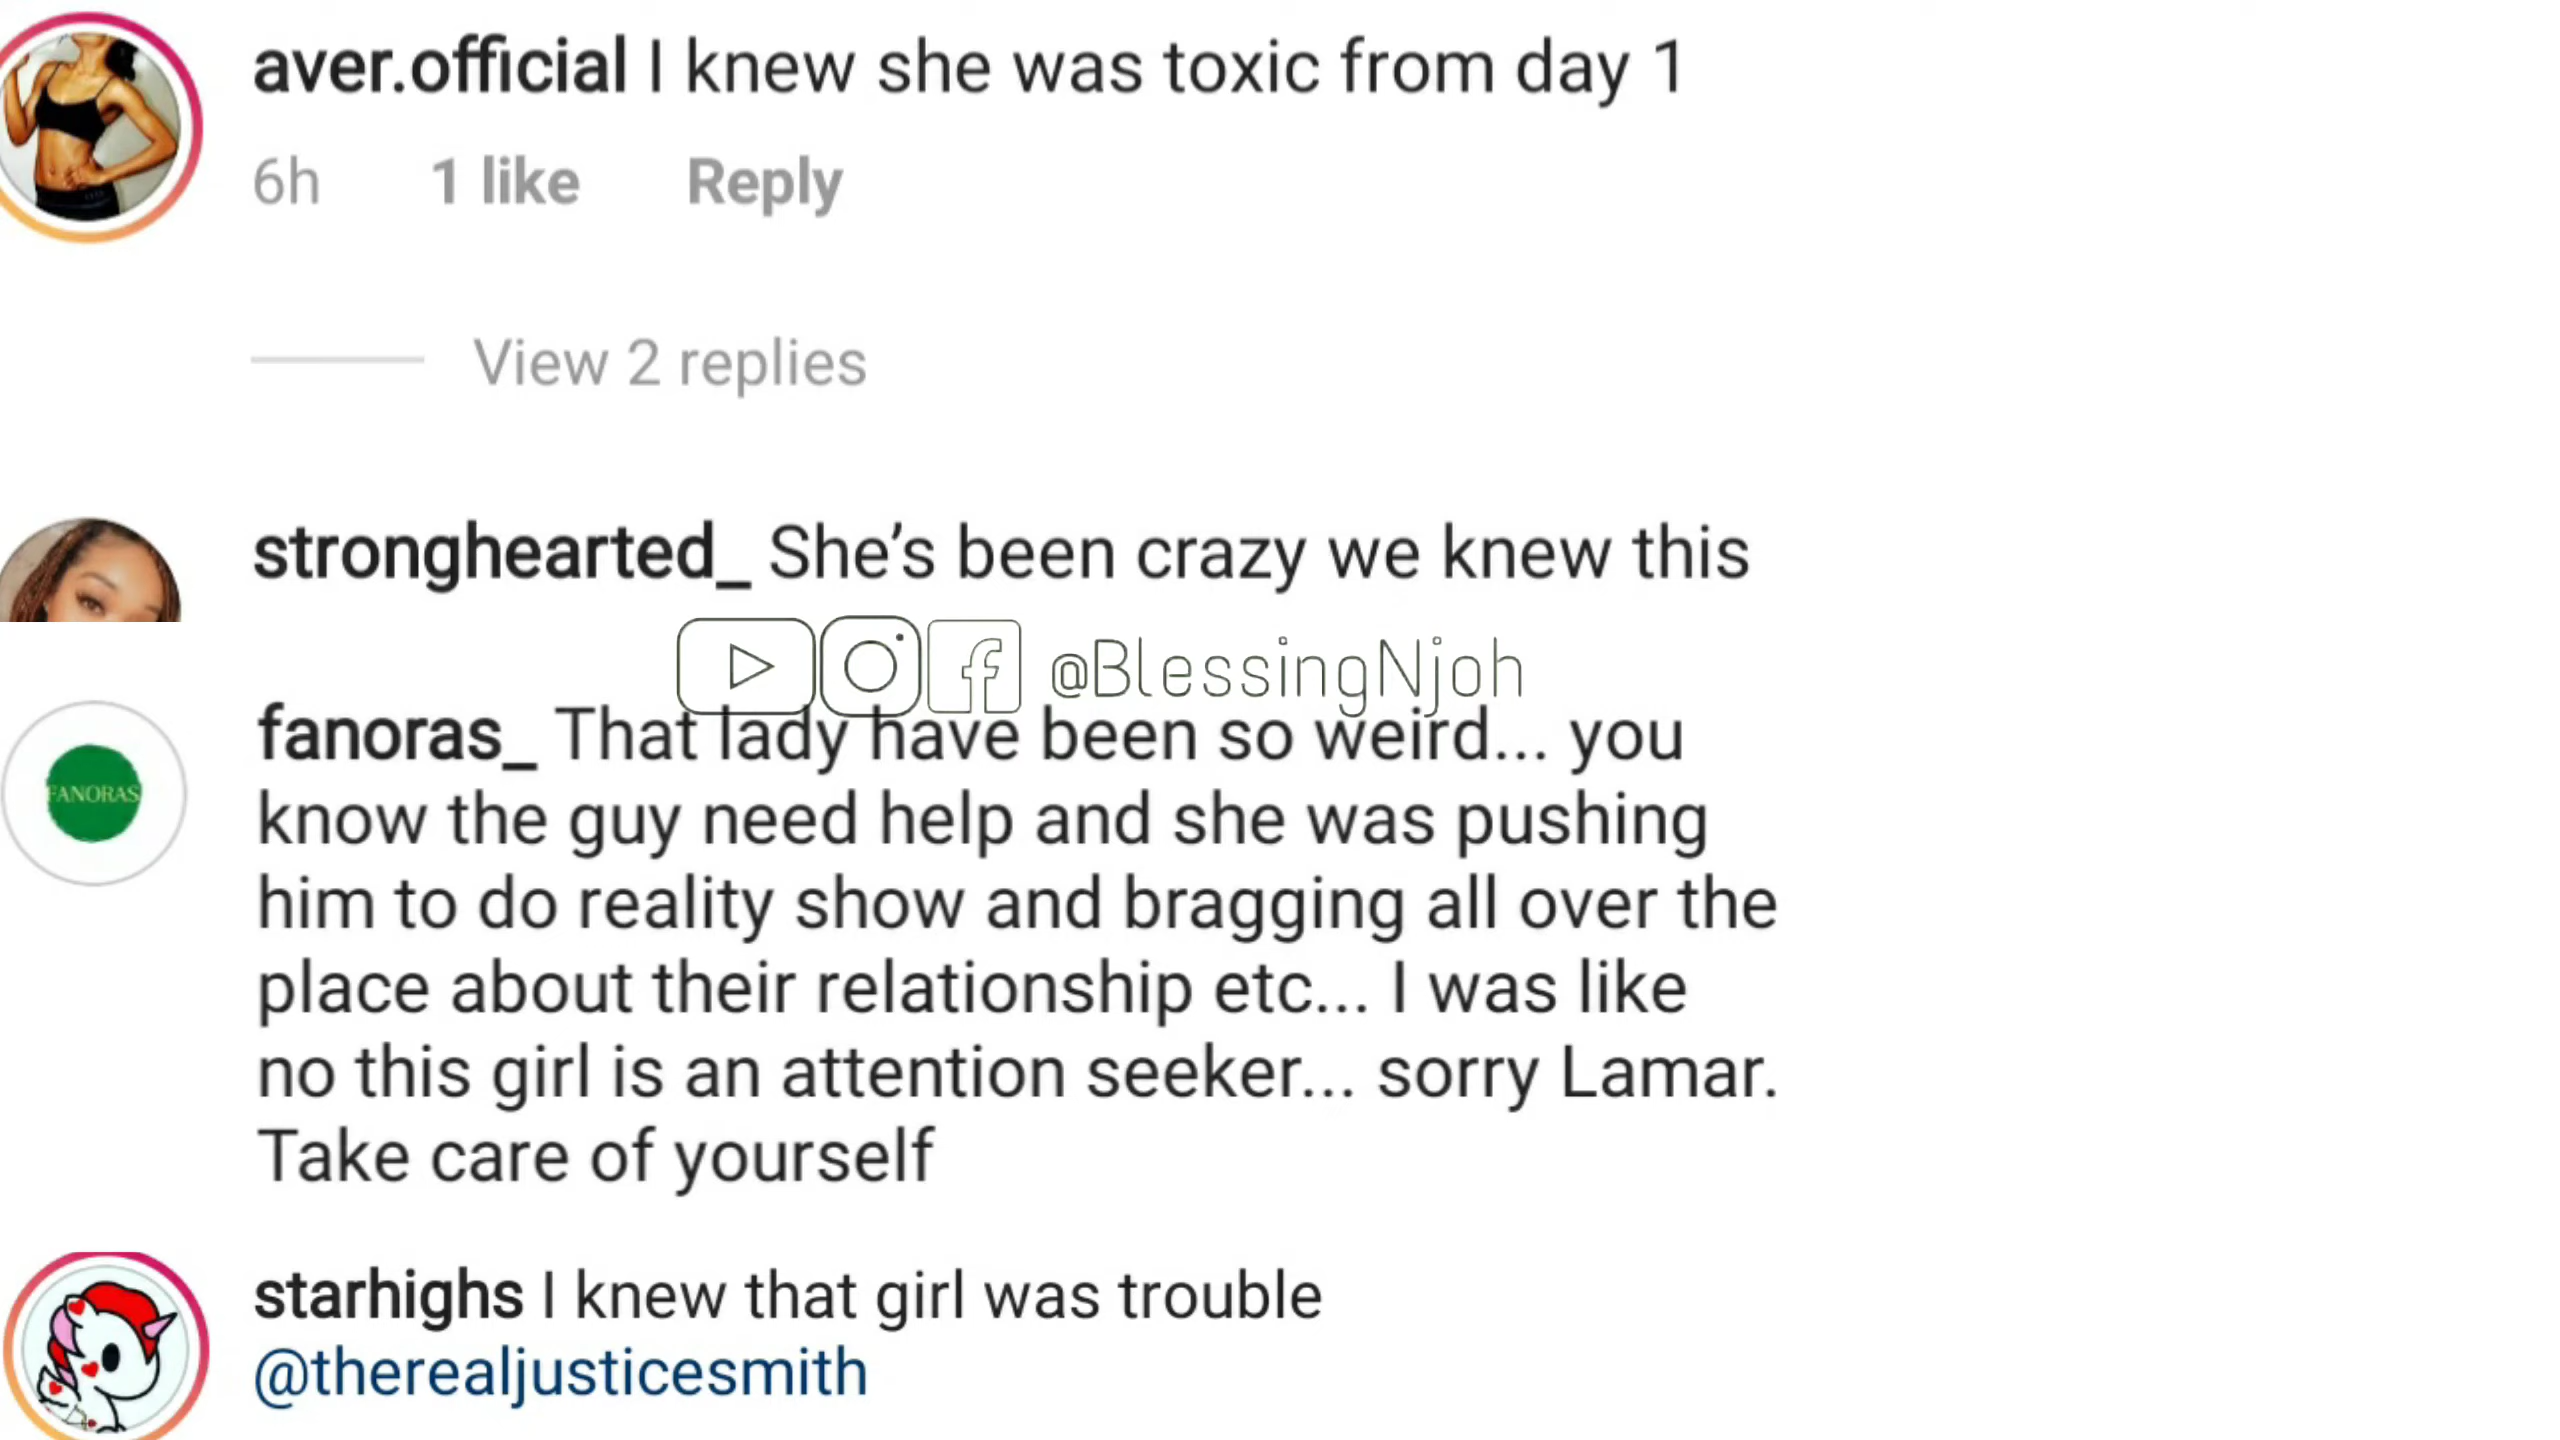 aver.official I knew she was toxic from day 1
6h 1 like Reply
View 2 replies
stronghearted_ She’s been crazy we knew this
@BlessingNjoh
fanoras_ That lady have been so weird... you
know the guy need help and she was pushing
him to do reality show and bragging all over the
place about their relationship etc... I was like
no this girl is an attention seeker... sorry Lamar.
Take care of yourself
FANORAS
starhighs I knew that girl was trouble
@therealjusticesmith